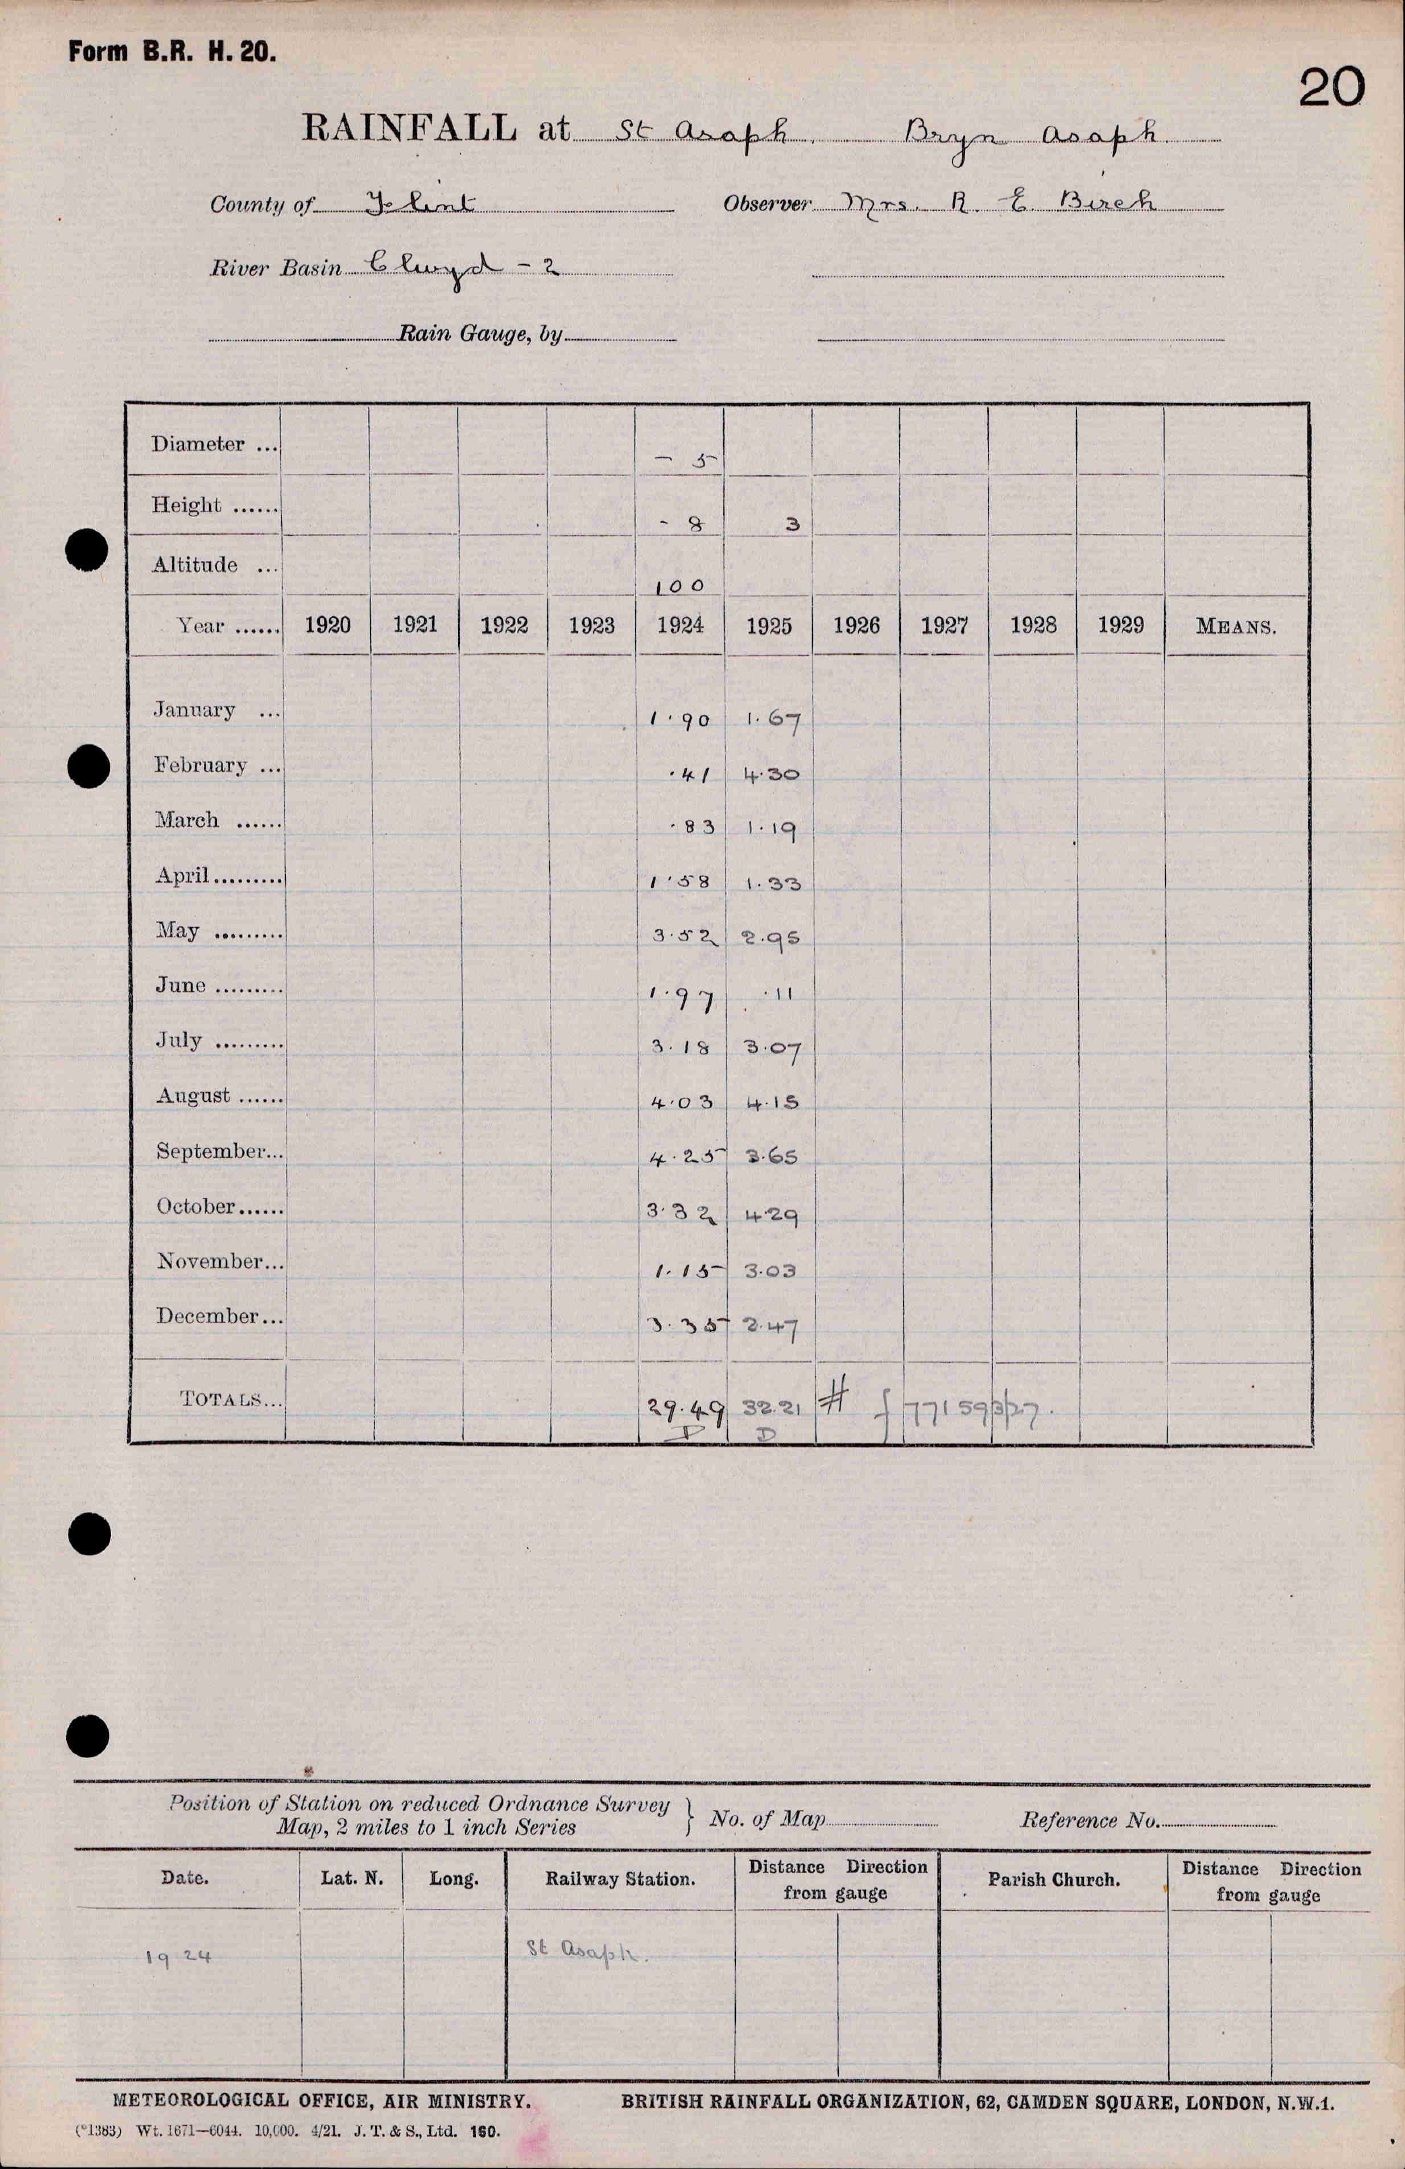 Form B.R. H. 20.
20
RAINFALL at St Asaph. Bryn Asaph
County of Flint Observer Mrs. R. E. Birch
River Basin Clwyd - 2
Rain Gauge, by
Diameter ... - 5
Height ...... - 8 3
Altitude ... 100
Year ...... 1920 1921 1922 1923 1924 1925 1926 1927 1928 1929 MEANS.
January ... 1.90 1.67
February ... .41 4.30
March ...... .83 1.19
April ......... 1.58 1.33
May ......... 3.52 2.95
June ......... 1.97 .11
July ......... 3.18 3.07
August ...... 4.03 4.15
September... 4.25 3.65
October...... 3.32 4.29
November... 1.15 3.03
December... 3.35 2.47
TOTALS... 29.49 32.21 # f 771593/27.
D D
Position of Station on reduced Ordnance Survey
Map, 2 miles to 1 inch Series } No. of Map Reference No.
Date. Lat. N. Long. Railway Station. Distance Direction from gauge Parish Church. Distance Direction from gauge
1924 St Asaph.
METEOROLOGICAL OFFICE, AIR MINISTRY. BRITISH RAINFALL ORGANIZATION, 62, CAMDEN SQUARE, LONDON, N.W.1.
(*1383) Wt. 1671—6044. 10,000. 4/21. J. T. & S., Ltd. 160.